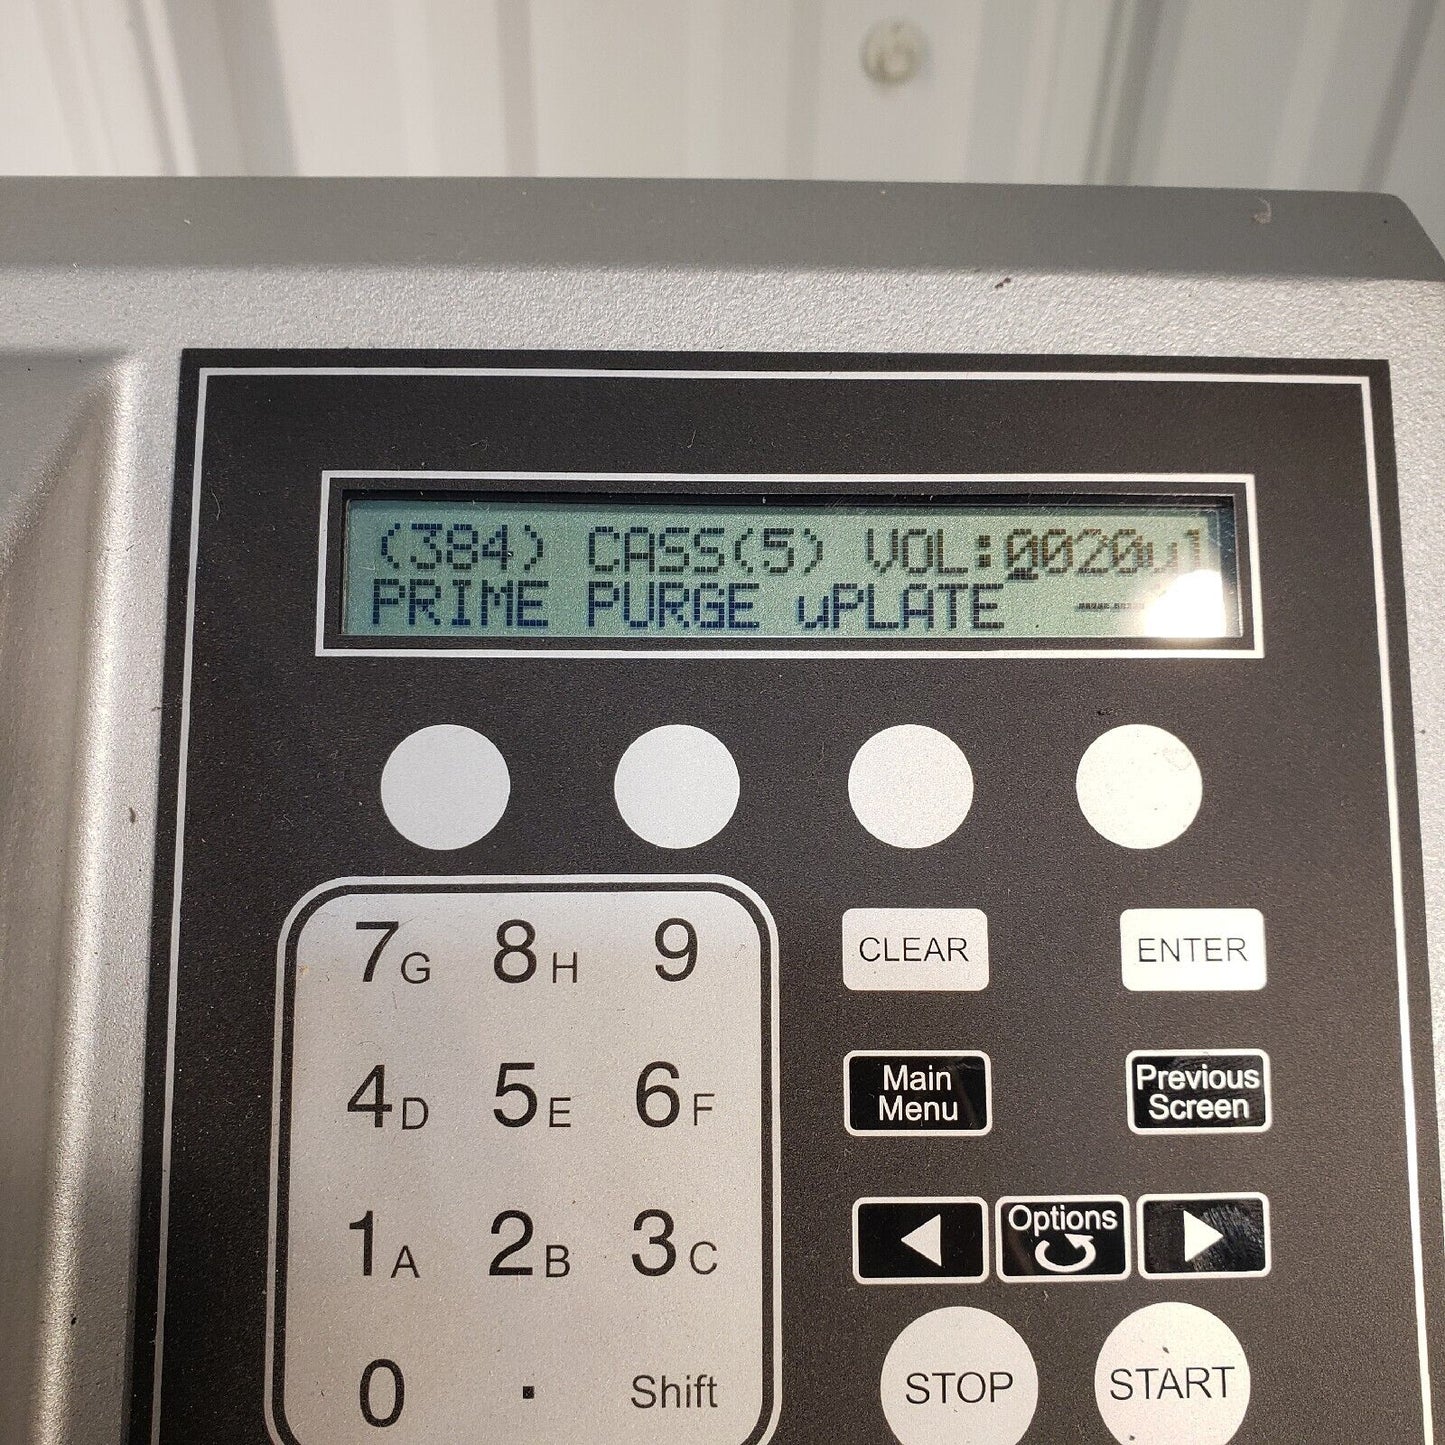 (384) CASS(5) VOL:0020ul
PRIME PURGE uPLATE
7G 8H 9
CLEAR ENTER
4D 5E 6F
Main Menu
Previous Screen
1A 2B 3C
Options
0 . Shift
STOP START